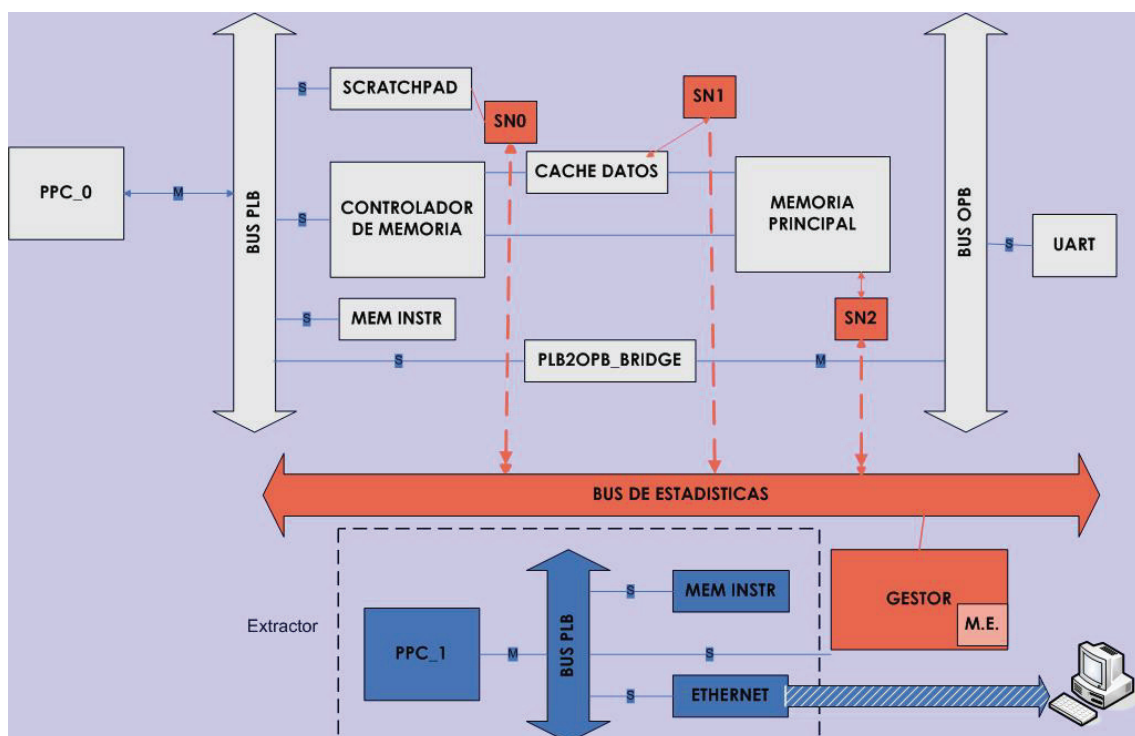 S
SCRATCHPAD
SN0
SN1
PPC_0
M
BUS PLB
S
CONTROLADOR
DE MEMORIA
CACHE DATOS
MEMORIA
PRINCIPAL
BUS OPB
S
UART
S
MEM INSTR
SN2
S
PLB2OPB_BRIDGE
M
BUS DE ESTADISTICAS
Extractor
PPC_1
M
BUS PLB
S
MEM INSTR
S
S
ETHERNET
GESTOR
M.E.